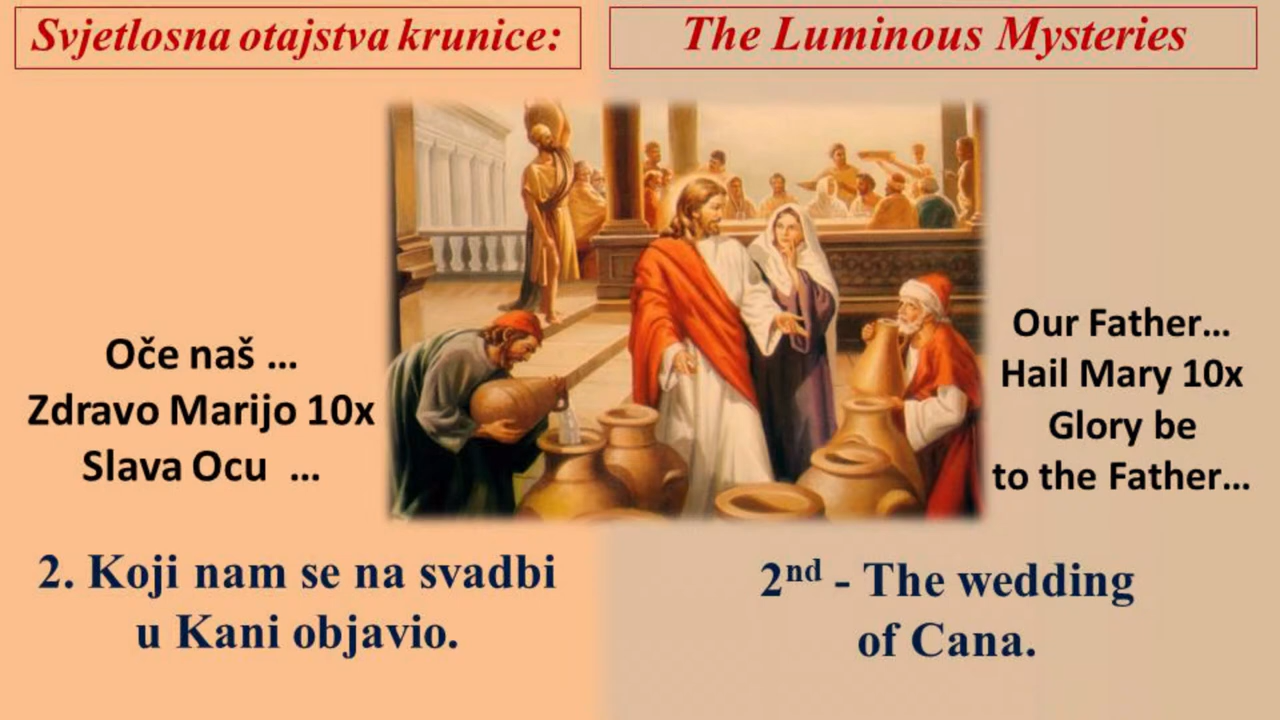 Svjetlosna otajstva krunice:
Oče naš ...
Zdravo Marijo 10x
Slava Ocu ...
2. Koji nam se na svadbi
u Kani objavio.
The Luminous Mysteries
Our Father...
Hail Mary 10x
Glory be
to the Father...
2nd - The wedding
of Cana.